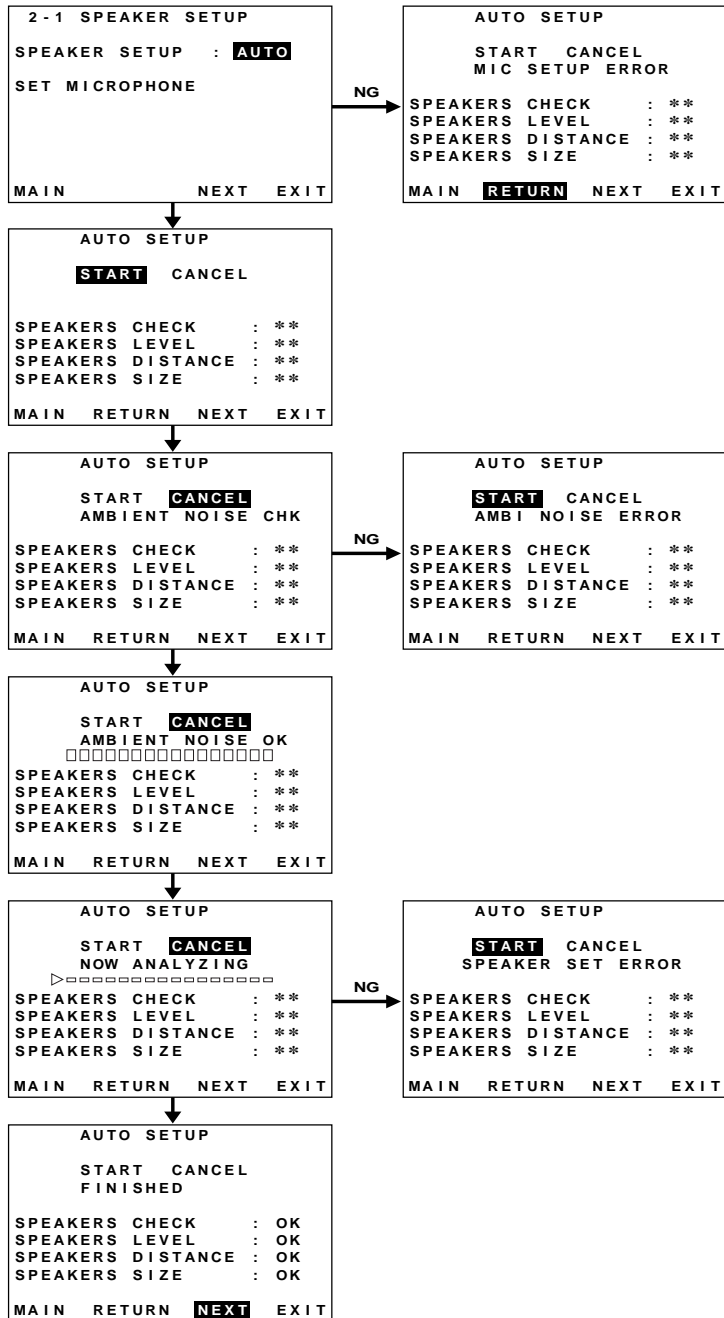 2-1 SPEAKER SETUP
SPEAKER SETUP : AUTO
SET MICROPHONE
MAIN NEXT EXIT
NG
AUTO SETUP
START CANCEL
MIC SETUP ERROR
SPEAKERS CHECK : **
SPEAKERS LEVEL : **
SPEAKERS DISTANCE : **
SPEAKERS SIZE : **
MAIN RETURN NEXT EXIT
AUTO SETUP
START CANCEL
SPEAKERS CHECK : **
SPEAKERS LEVEL : **
SPEAKERS DISTANCE : **
SPEAKERS SIZE : **
MAIN RETURN NEXT EXIT
AUTO SETUP
START CANCEL
AMBIENT NOISE CHK
SPEAKERS CHECK : **
SPEAKERS LEVEL : **
SPEAKERS DISTANCE : **
SPEAKERS SIZE : **
MAIN RETURN NEXT EXIT
NG
AUTO SETUP
START CANCEL
AMBI NOISE ERROR
SPEAKERS CHECK : **
SPEAKERS LEVEL : **
SPEAKERS DISTANCE : **
SPEAKERS SIZE : **
MAIN RETURN NEXT EXIT
AUTO SETUP
START CANCEL
AMBIENT NOISE OK
SPEAKERS CHECK : **
SPEAKERS LEVEL : **
SPEAKERS DISTANCE : **
SPEAKERS SIZE : **
MAIN RETURN NEXT EXIT
AUTO SETUP
START CANCEL
NOW ANALYZING
SPEAKERS CHECK : **
SPEAKERS LEVEL : **
SPEAKERS DISTANCE : **
SPEAKERS SIZE : **
MAIN RETURN NEXT EXIT
NG
AUTO SETUP
START CANCEL
SPEAKER SET ERROR
SPEAKERS CHECK : **
SPEAKERS LEVEL : **
SPEAKERS DISTANCE : **
SPEAKERS SIZE : **
MAIN RETURN NEXT EXIT
AUTO SETUP
START CANCEL
FINISHED
SPEAKERS CHECK : OK
SPEAKERS LEVEL : OK
SPEAKERS DISTANCE : OK
SPEAKERS SIZE : OK
MAIN RETURN NEXT EXIT